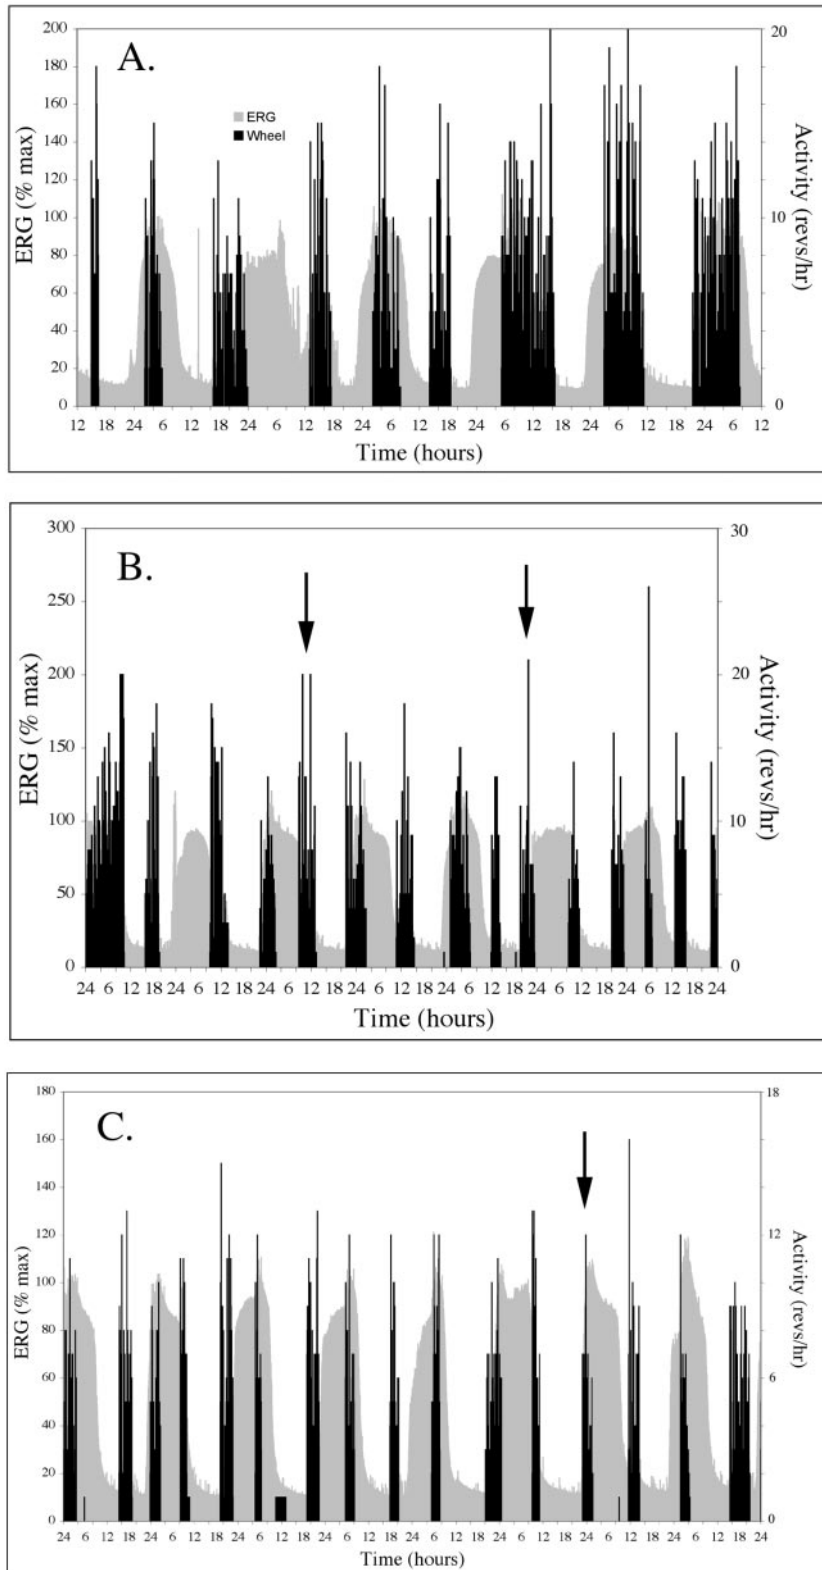 A.
ERG
Wheel
ERG (% max)
200
180
160
140
120
100
80
60
40
20
0
Activity (revs/hr)
20
10
0
12 18 24 6 12 18 24 6 12 18 24 6 12 18 24 6 12 18 24 6 12 18 24 6 12
Time (hours)
B.
ERG (% max)
300
250
200
150
100
50
0
Activity (revs/hr)
30
20
10
0
24 6 12 18 24 6 12 18 24 6 12 18 24 6 12 18 24 6 12 18 24 6 12 18 24 6 12 18 24
Time (hours)
C.
ERG (% max)
180
160
140
120
100
80
60
40
20
0
Activity (revs/hr)
18
12
6
0
24 6 12 18 24 6 12 18 24 6 12 18 24 6 12 18 24 6 12 18 24 6 12 18 24 6 12 18 24 6 12 18 24
Time (hours)